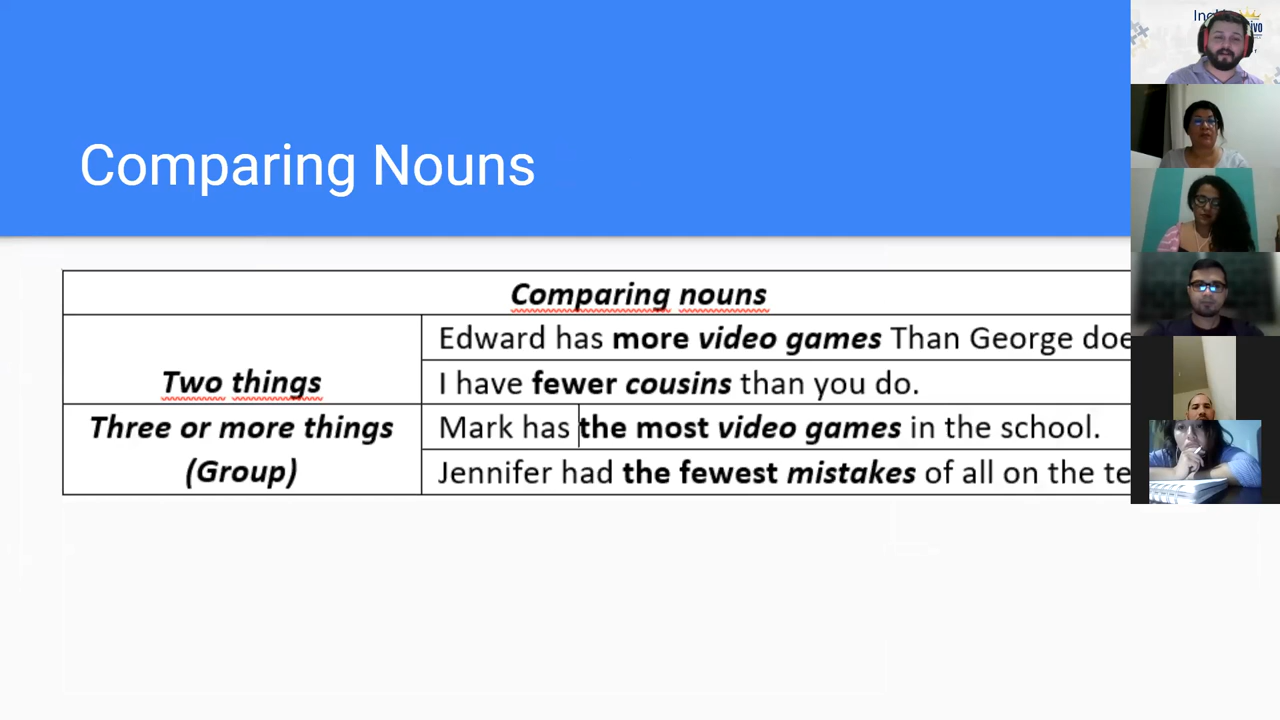 Comparing Nouns
Comparing nouns
Two things
Edward has more video games Than George doe
I have fewer cousins than you do.
Three or more things
(Group)
Mark has the most video games in the school.
Jennifer had the fewest mistakes of all on the te